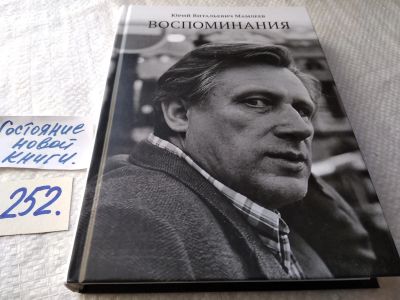 Юрий Витальевич Мамлеев
ВОСПОМИНАНИЯ
Состояние
новой
книги.
252.